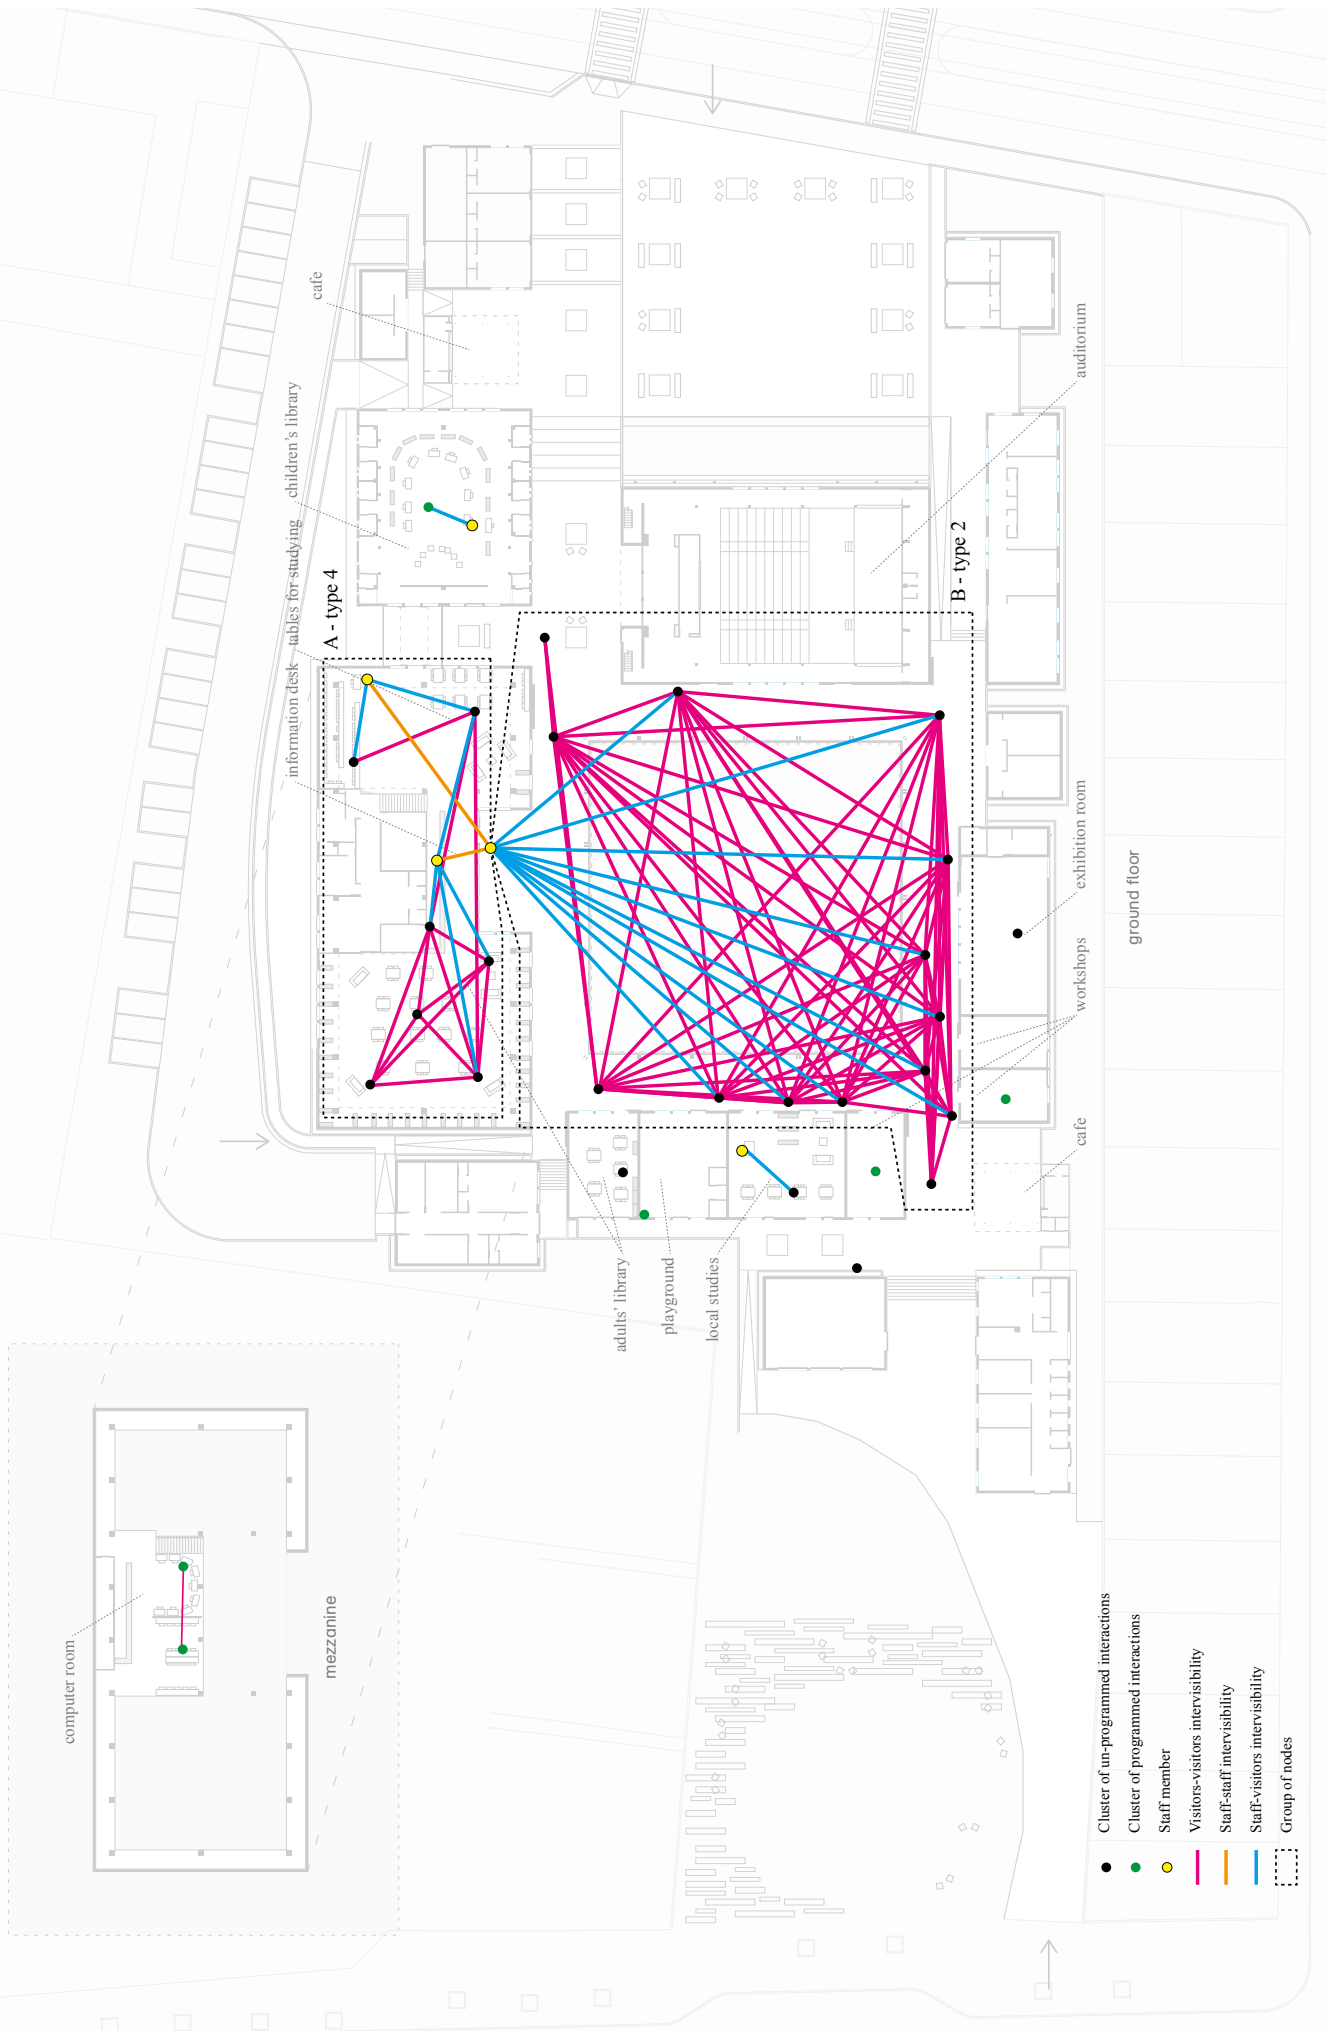 cafe
children's library
tables for studying
information desk
A - type 4
auditorium
B - type 2
exhibition room
ground floor
workshops
cafe
adults' library
playground
local studies
computer room
mezzanine
Cluster of un-programmed interactions
Cluster of programmed interactions
Staff member
Visitors-visitors intervisibility
Staff-staff intervisibility
Staff-visitors intervisibility
Group of nodes